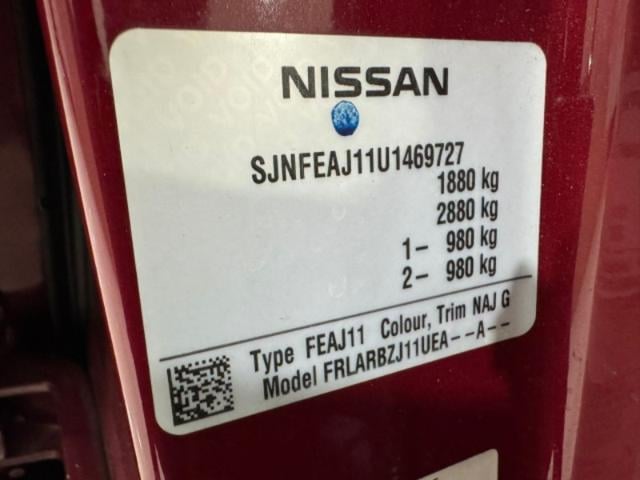 NISSAN
SJNFEAJ11U1469727
1880 kg
2880 kg
1- 980 kg
2- 980 kg
Type FEAJ11 Colour, Trim NAJ G
Model FRLARBZJ11UEA--A--